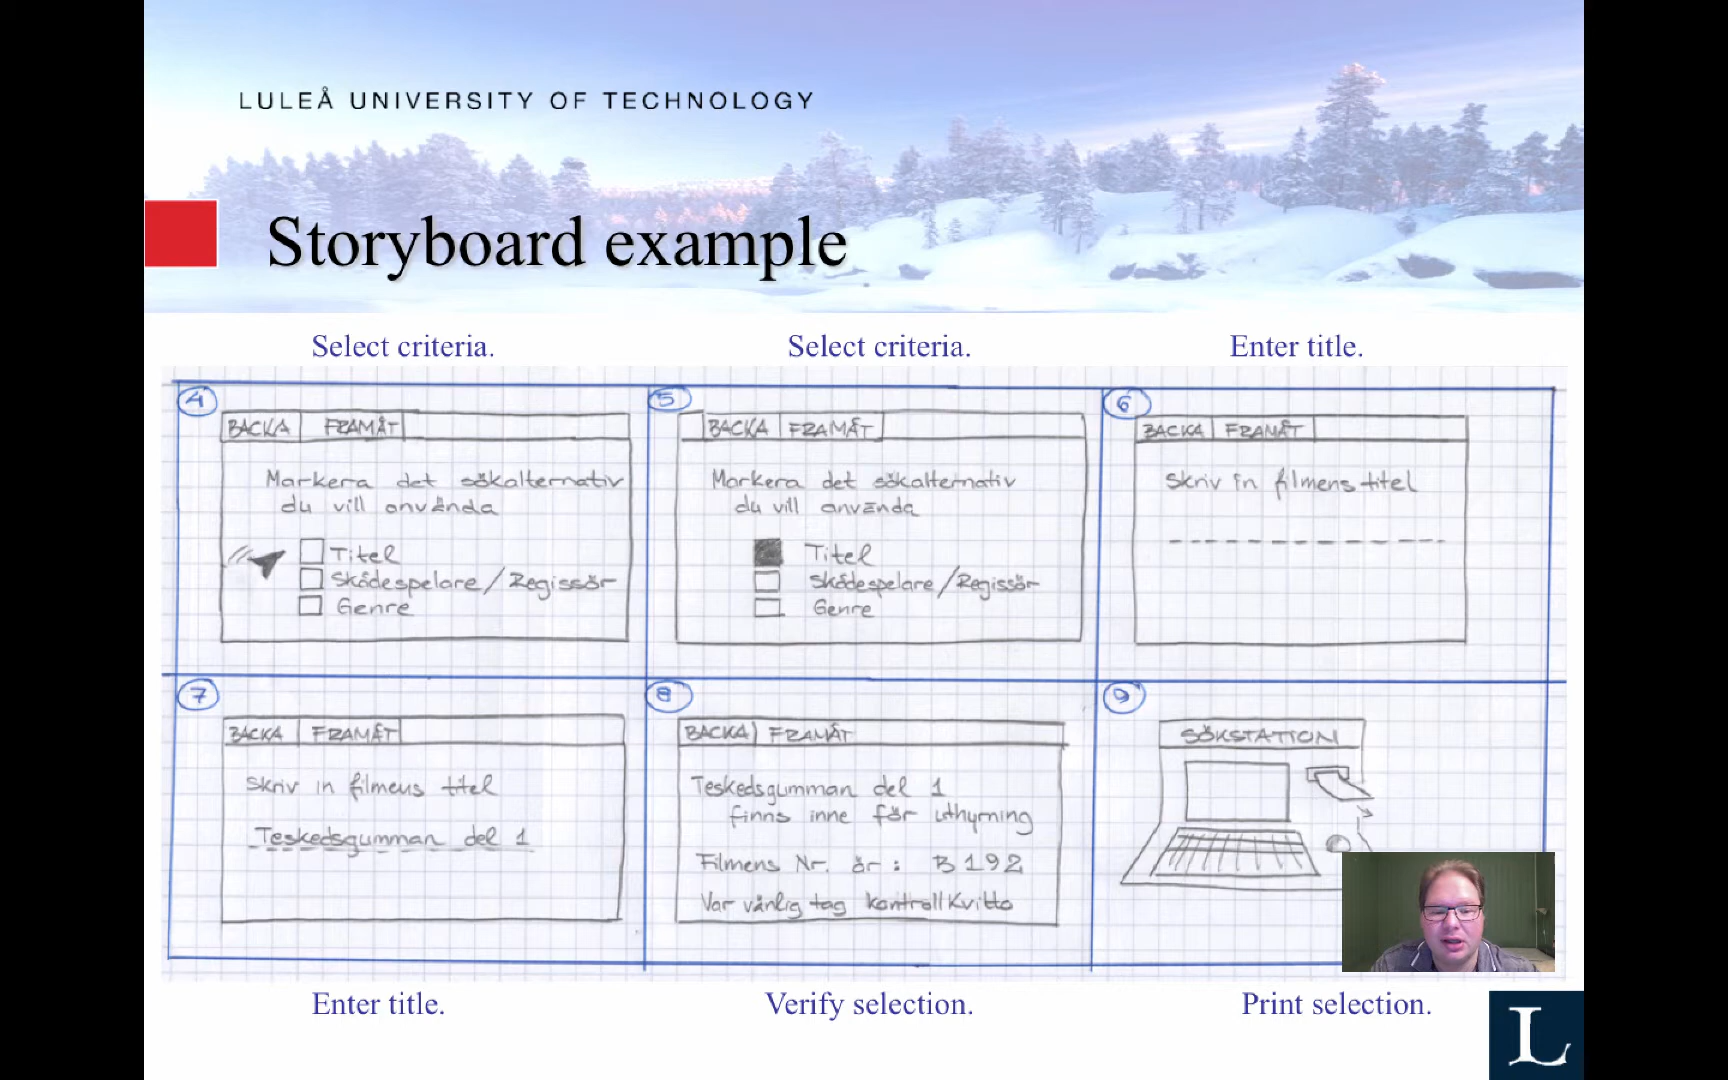 LULEÅ UNIVERSITY OF TECHNOLOGY
Storyboard example
Select criteria.
Select criteria.
Enter title.
4
BACKA FRAMÅT
Markera det sökalternativ
du vill använda
Titel
Skådespelare/Regissör
Genre
5
BACKA FRAMÅT
Markera det sökalternativ
du vill använda
Titel
Skådespelare/Regissör
Genre
6
BACKA FRAMÅT
Skriv in filmens titel
7
BACKA FRAMÅT
Skriv in filmens titel
Teskedsgumman del 1
8
BACKA FRAMÅT
Teskedsgumman del 1
finns inne för uthyrning
Filmens Nr. är: B192
Var vänlig tag kontrollkvitto
9
SÖKSTATION
Enter title.
Verify selection.
Print selection.
L